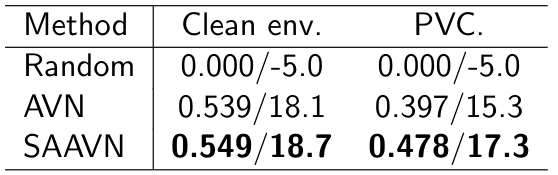 Method Clean env. PVC.
Random 0.000/-5.0 0.000/-5.0
AVN 0.539/18.1 0.397/15.3
SAAVN 0.549/18.7 0.478/17.3